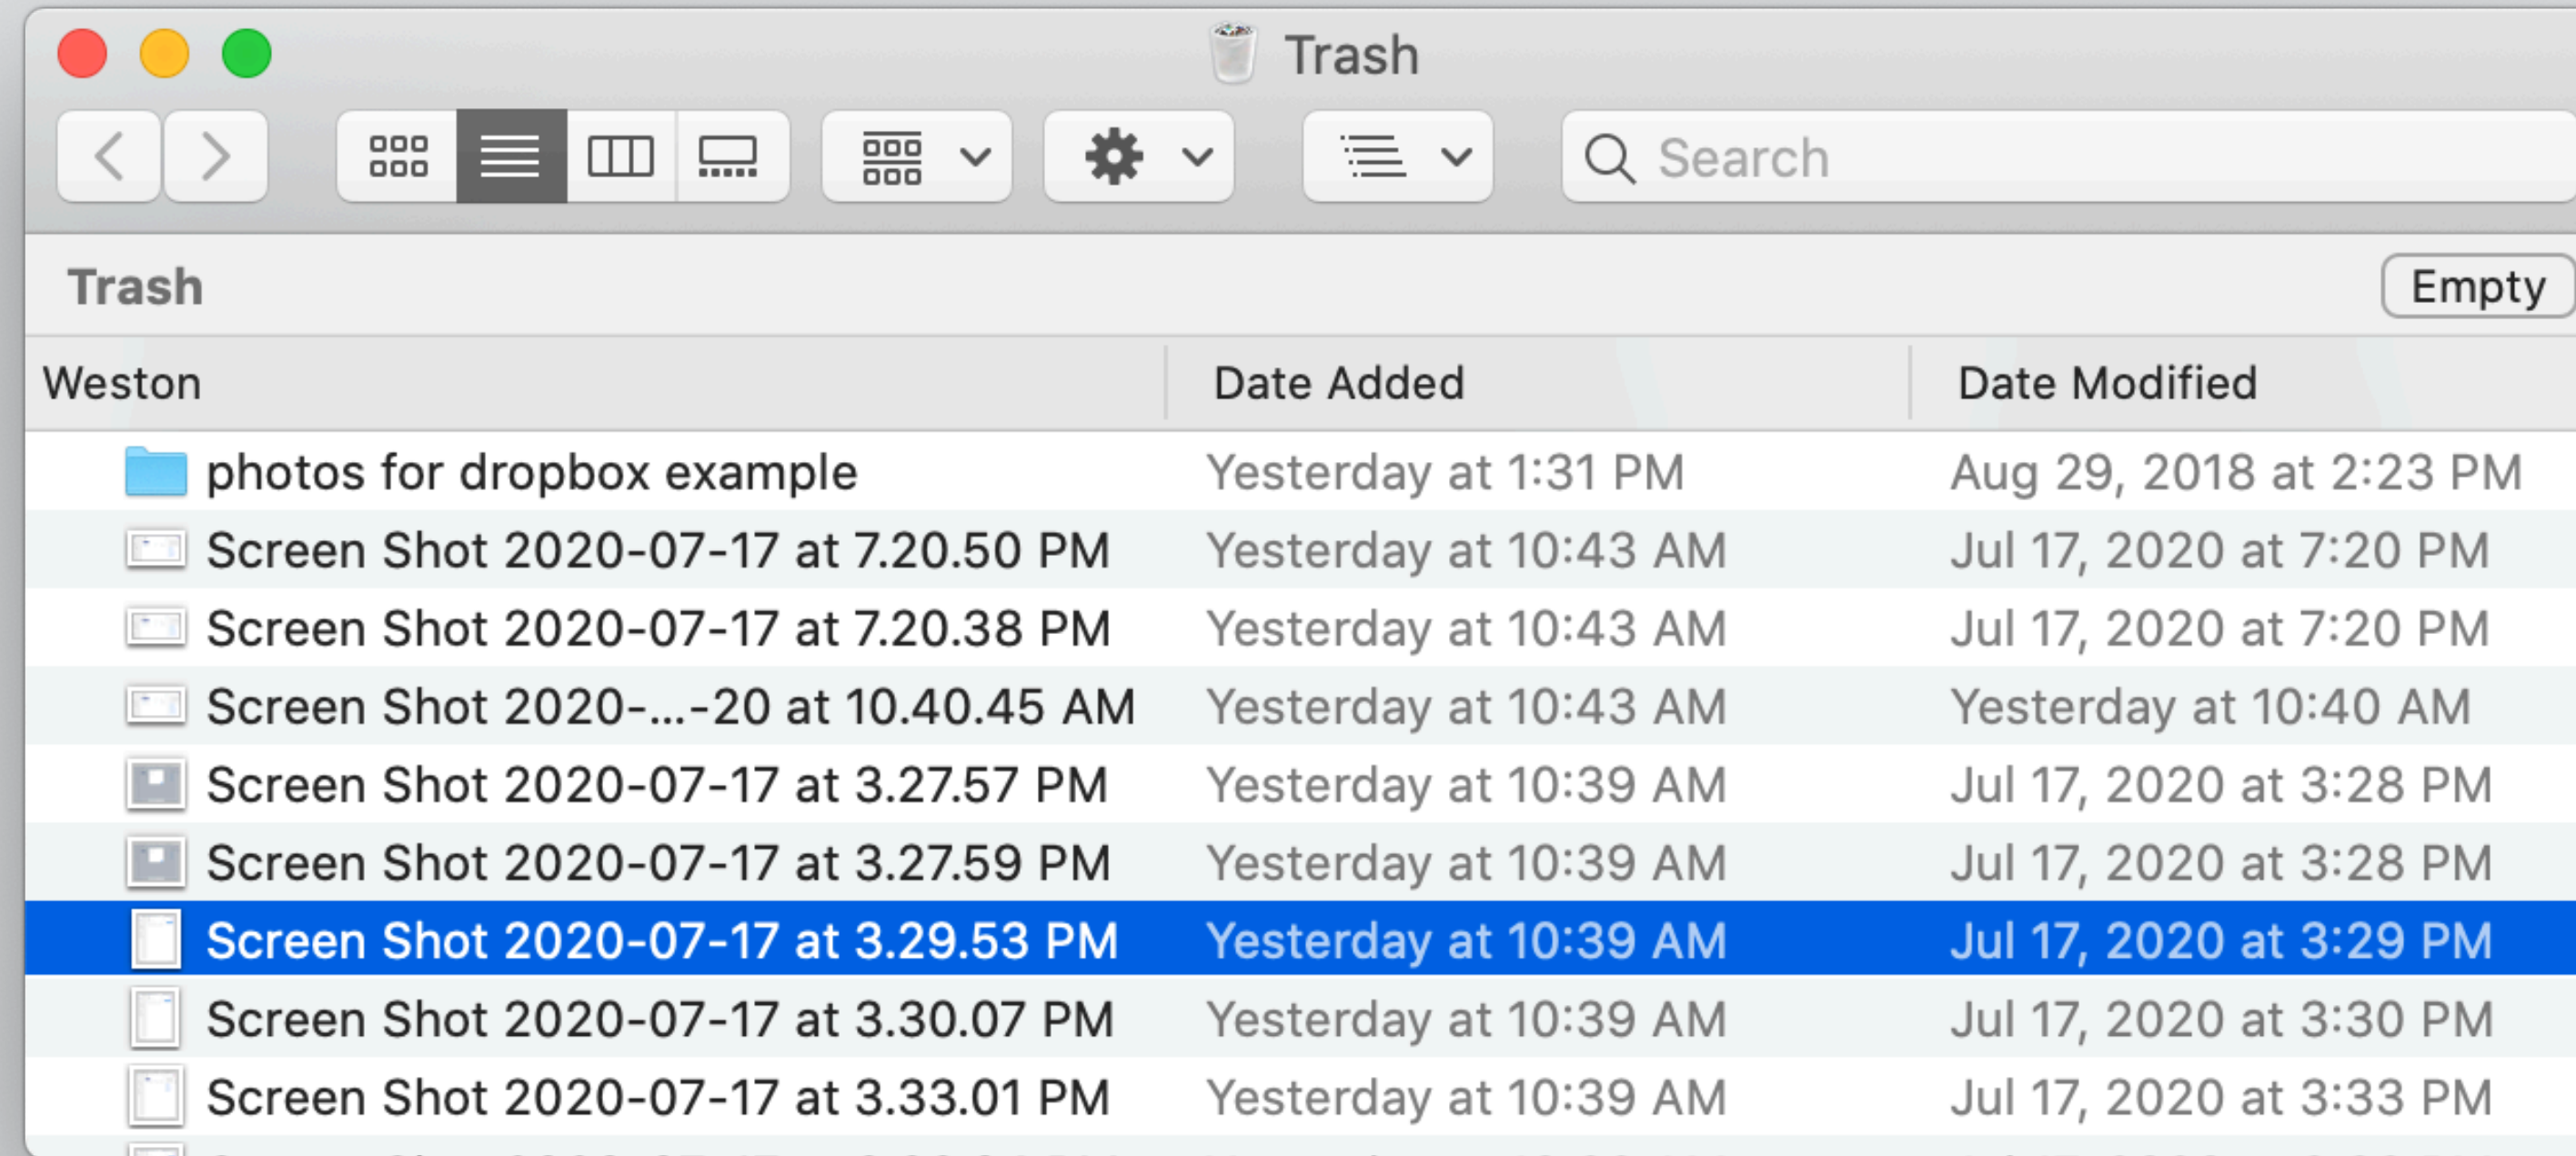 Trash
Search
Trash Empty
Weston Date Added Date Modified
photos for dropbox example Yesterday at 1:31 PM Aug 29, 2018 at 2:23 PM
Screen Shot 2020-07-17 at 7.20.50 PM Yesterday at 10:43 AM Jul 17, 2020 at 7:20 PM
Screen Shot 2020-07-17 at 7.20.38 PM Yesterday at 10:43 AM Jul 17, 2020 at 7:20 PM
Screen Shot 2020-...-20 at 10.40.45 AM Yesterday at 10:43 AM Yesterday at 10:40 AM
Screen Shot 2020-07-17 at 3.27.57 PM Yesterday at 10:39 AM Jul 17, 2020 at 3:28 PM
Screen Shot 2020-07-17 at 3.27.59 PM Yesterday at 10:39 AM Jul 17, 2020 at 3:28 PM
Screen Shot 2020-07-17 at 3.29.53 PM Yesterday at 10:39 AM Jul 17, 2020 at 3:29 PM
Screen Shot 2020-07-17 at 3.30.07 PM Yesterday at 10:39 AM Jul 17, 2020 at 3:30 PM
Screen Shot 2020-07-17 at 3.33.01 PM Yesterday at 10:39 AM Jul 17, 2020 at 3:33 PM